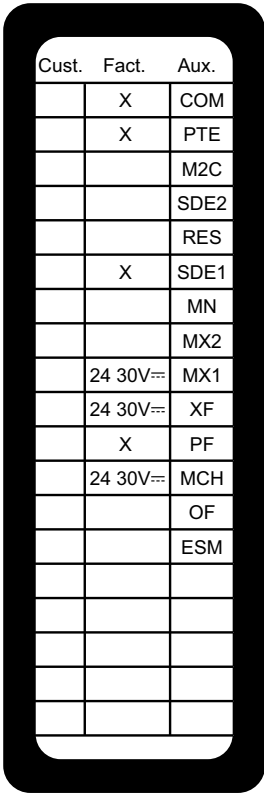 Cust. Fact. Aux.
X COM
X PTE
M2C
SDE2
RES
X SDE1
MN
MX2
24 30V⎓ MX1
24 30V⎓ XF
X PF
24 30V⎓ MCH
OF
ESM